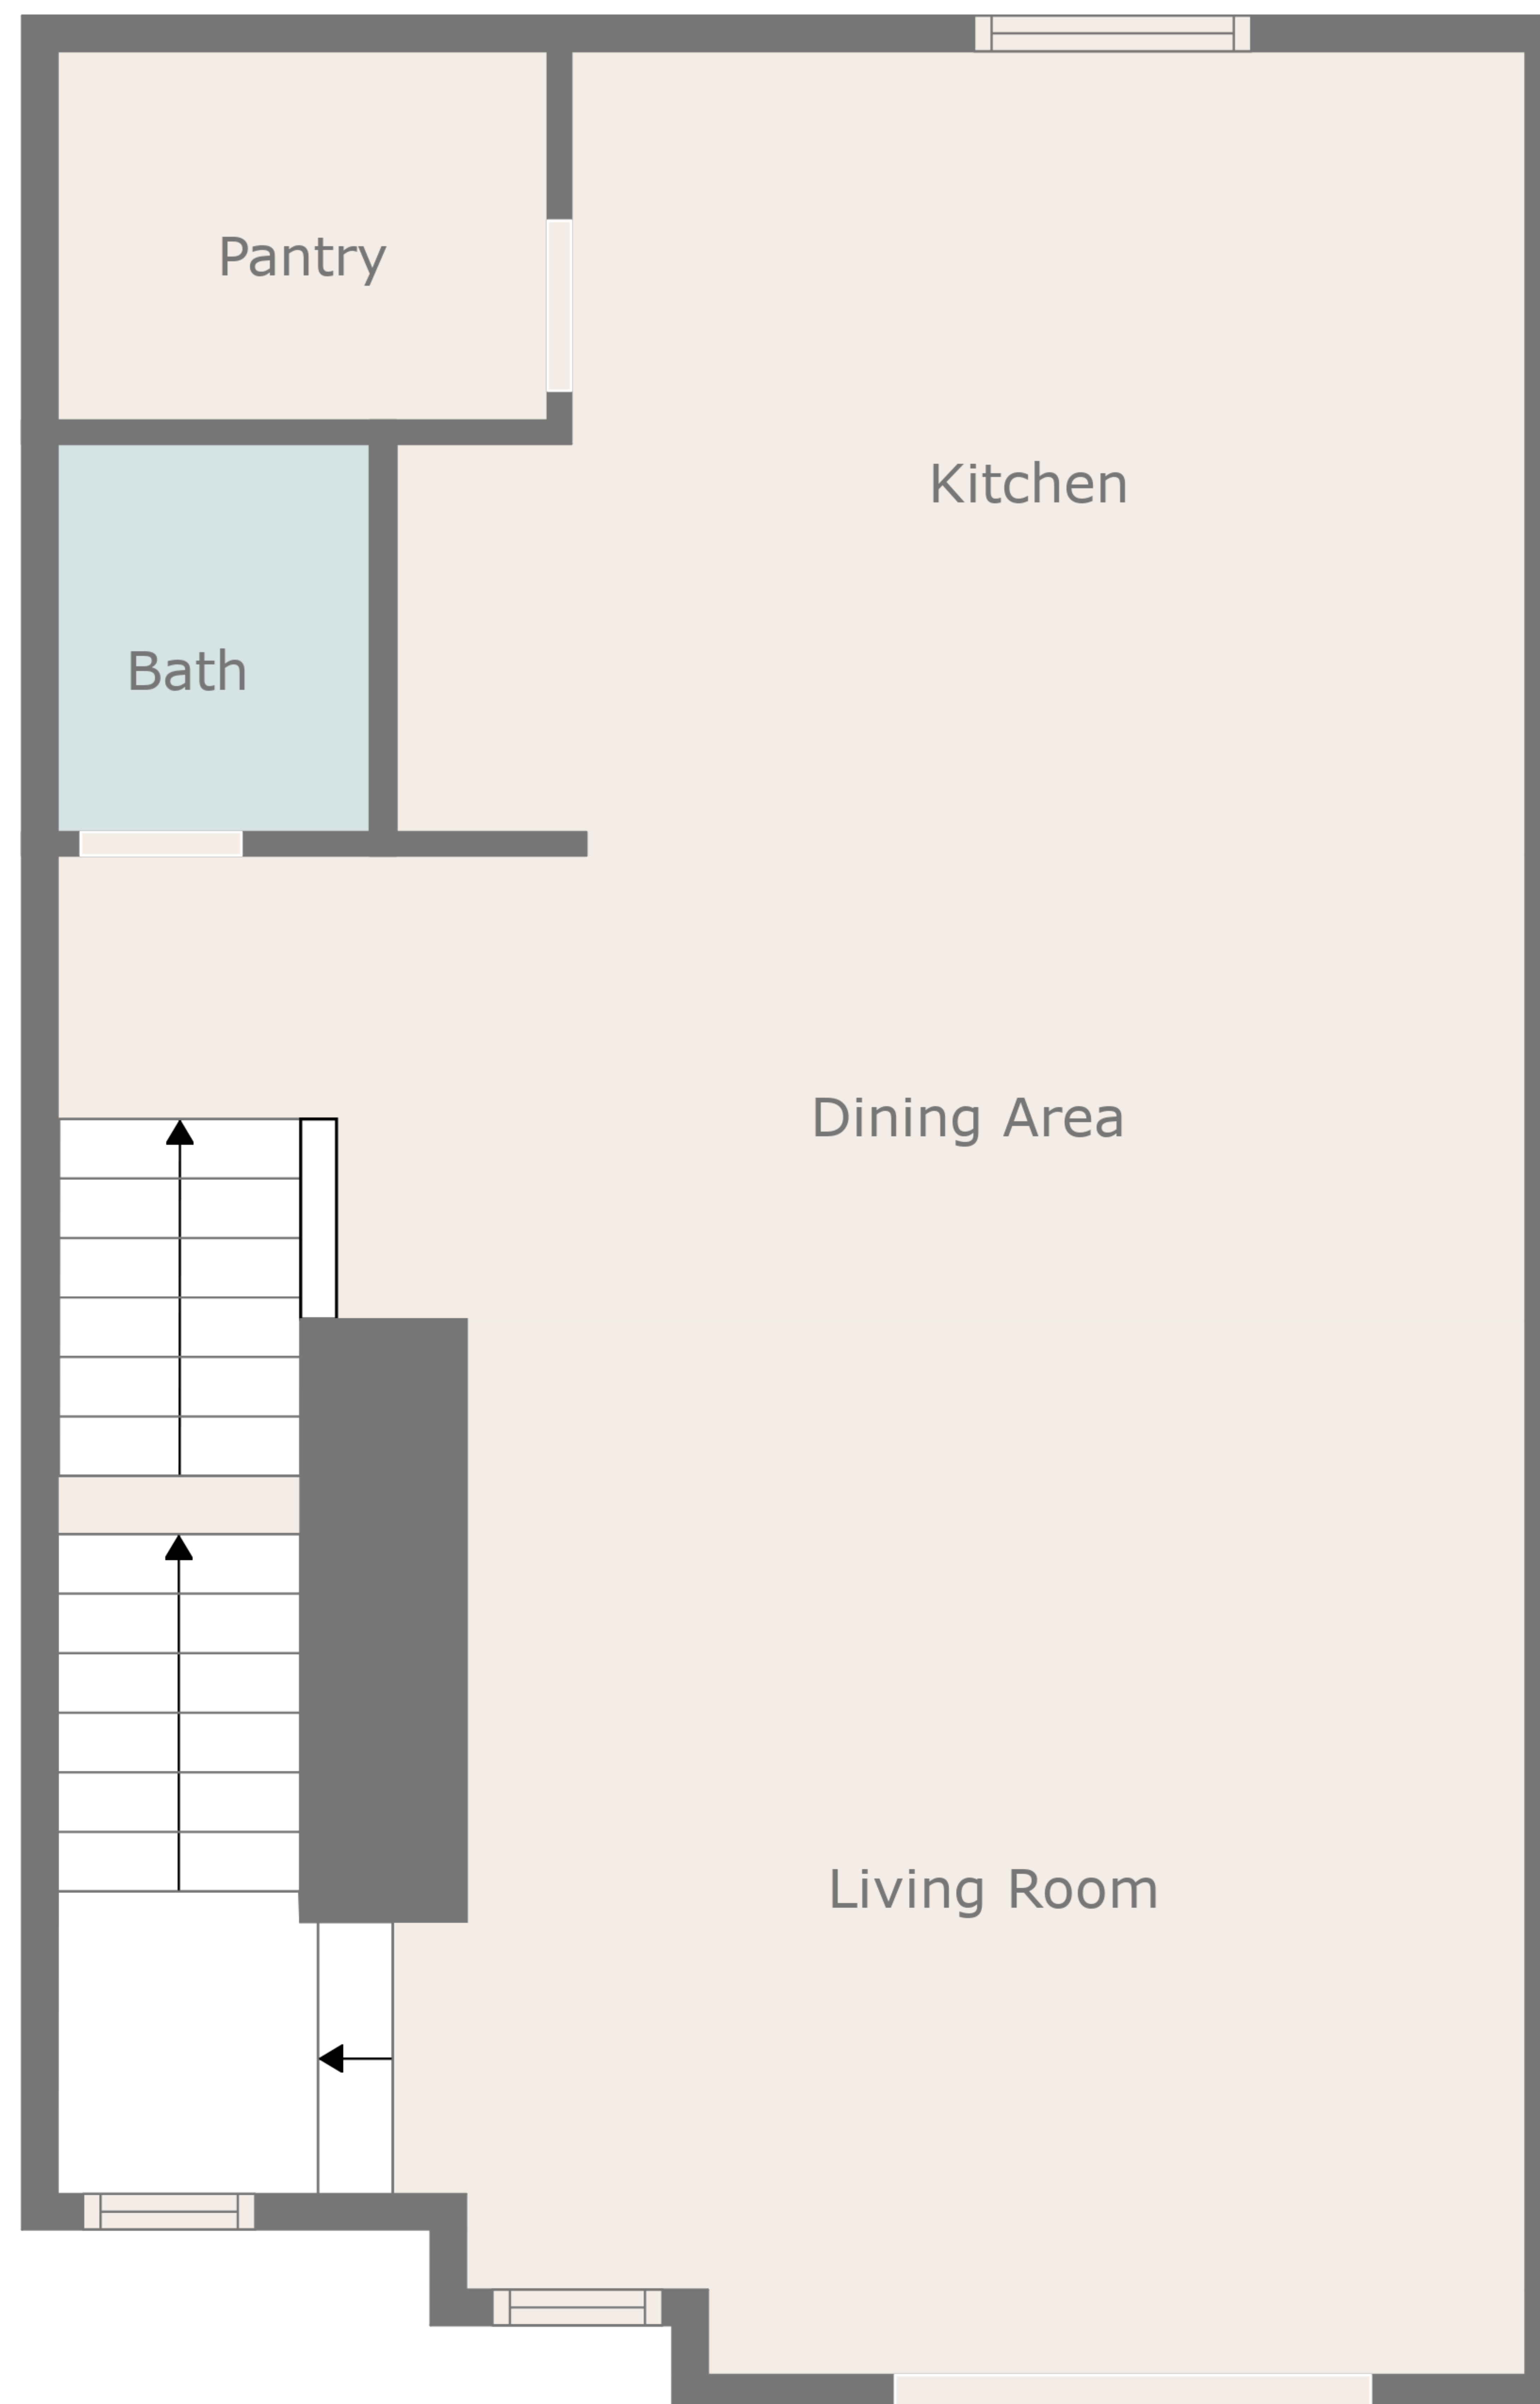 Pantry
Kitchen
Bath
Dining Area
Living Room